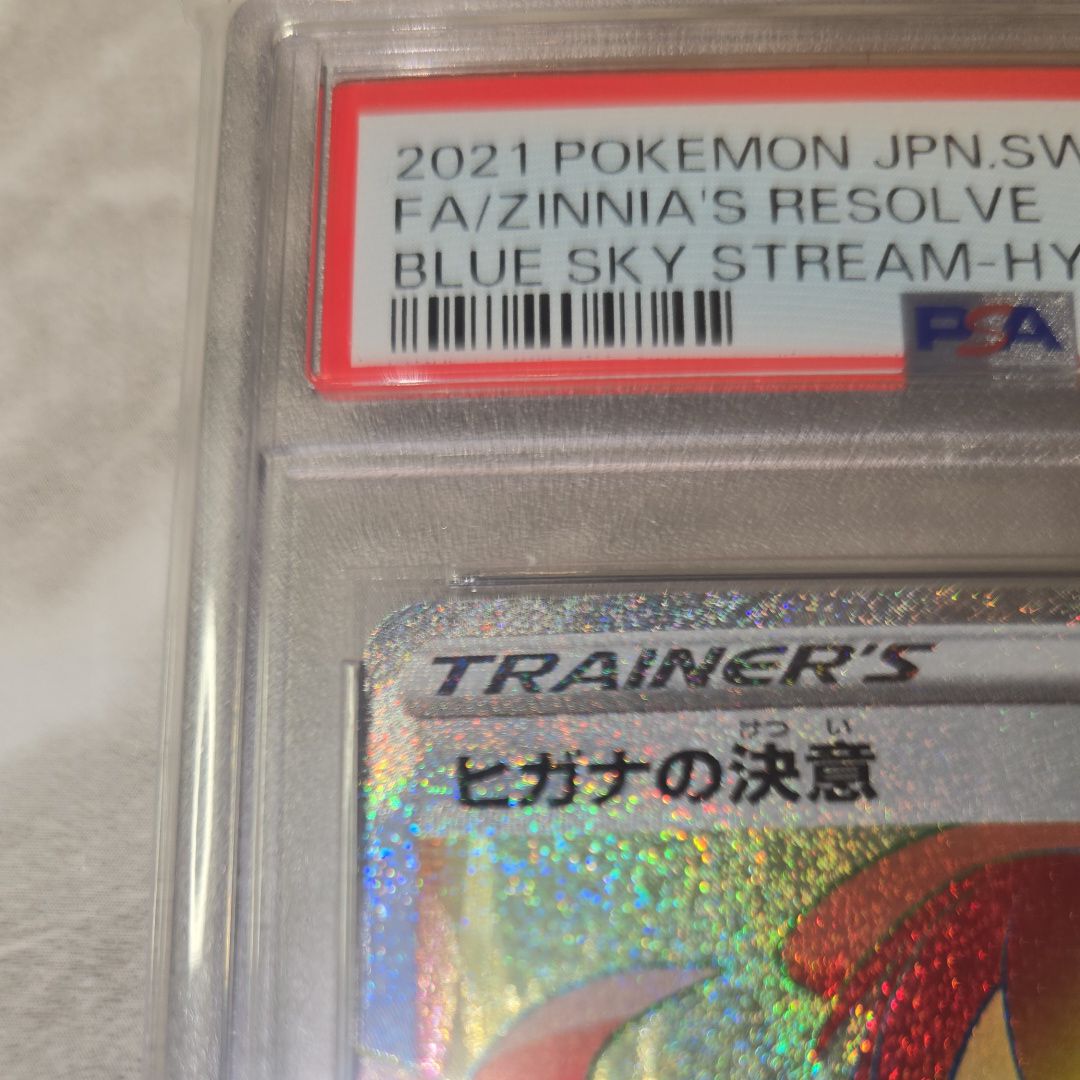 2021 POKEMON JPN.SW
FA/ZINNIA'S RESOLVE
BLUE SKY STREAM-HY
PSA
TRAINER'S
けつい
ヒガナの決意